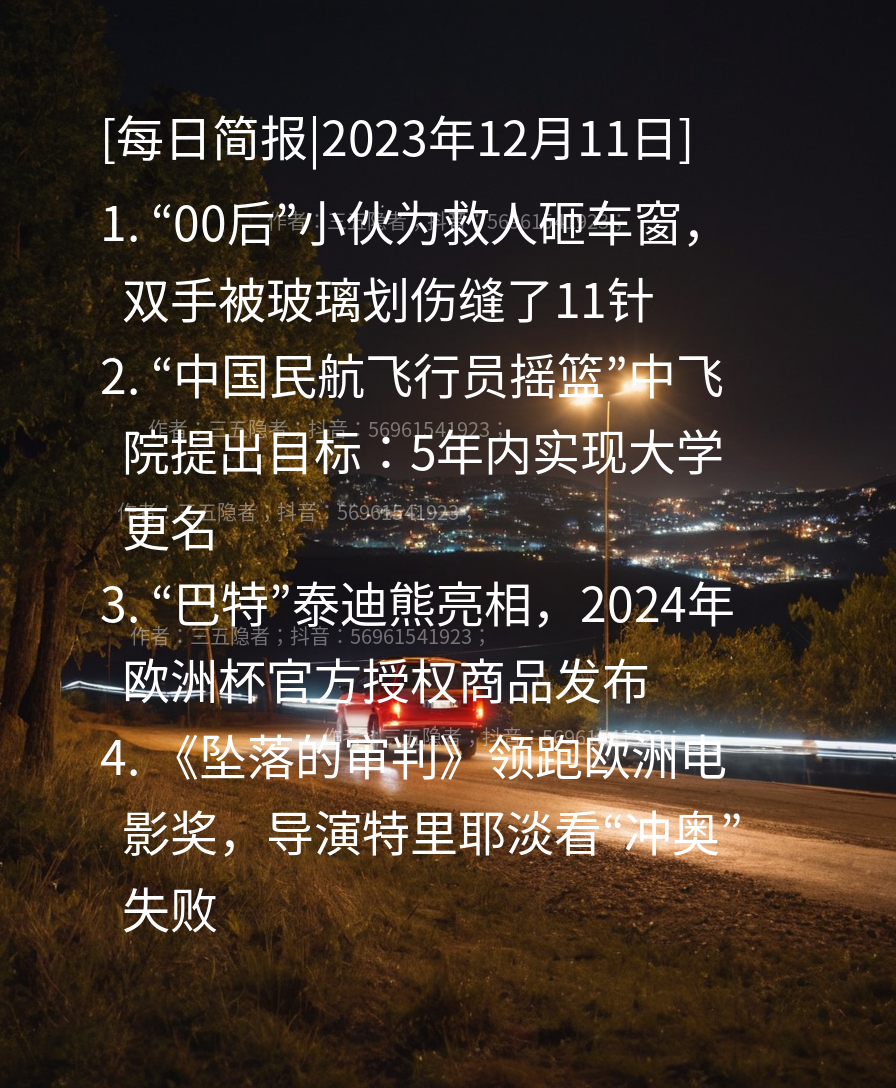 [每日简报|2023年12月11日]
1. “00后”小伙为救人砸车窗，
作者：三五隐者；抖音：56961541923；
双手被玻璃划伤缝了11针
2. “中国民航飞行员摇篮”中飞
作者：三五隐者；抖音：56961541923；
院提出目标：5年内实现大学
作者：三五隐者；抖音：56961541923；
更名
3. “巴特”泰迪熊亮相，2024年
作者：三五隐者；抖音：56961541923；
欧洲杯官方授权商品发布
作者：三五隐者；抖音：56961541923；
4. 《坠落的审判》领跑欧洲电
影奖，导演特里耶淡看“冲奥”
失败